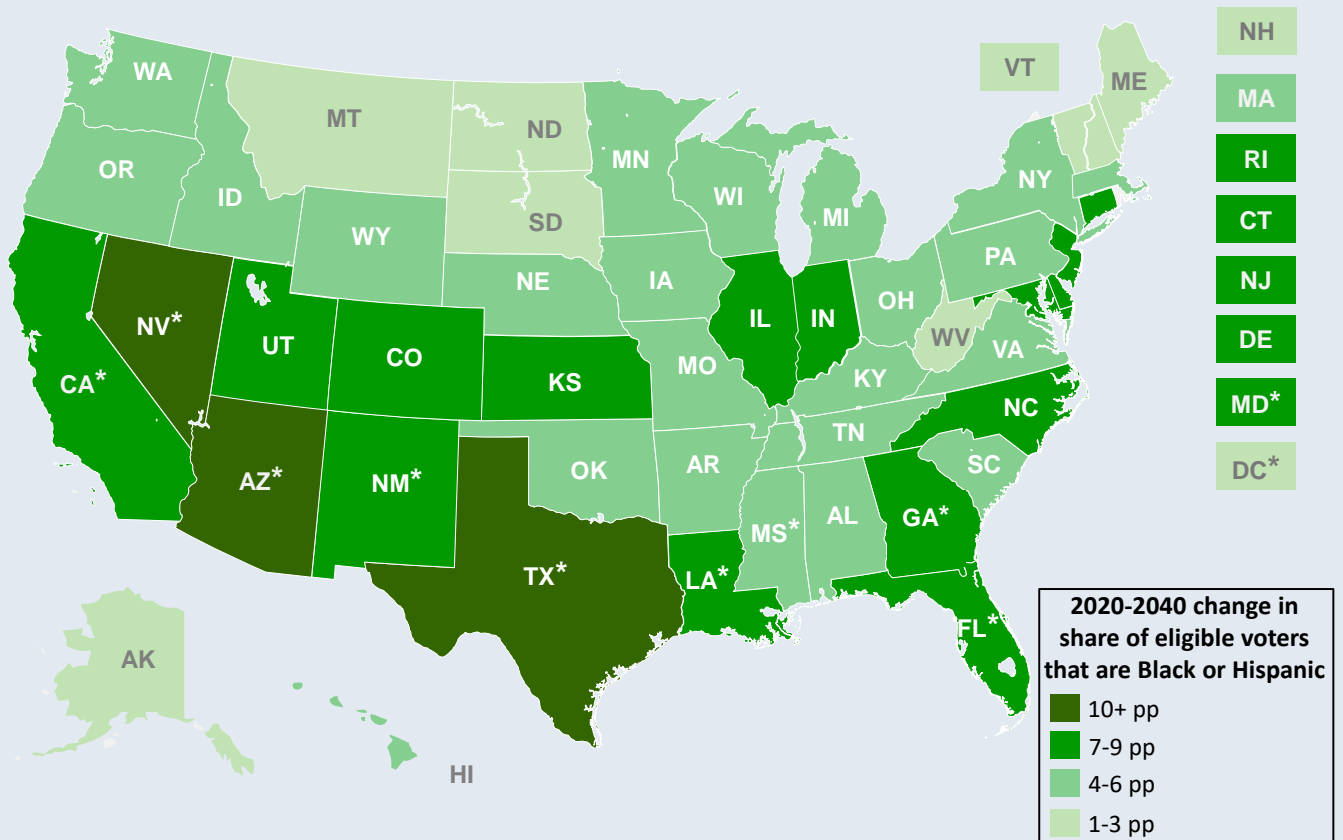 NH
VT
ME
WA
MA
MT
ND
MN
RI
OR
ID
WI
NY
MI
CT
SD
WY
PA
NJ
NE
IA
OH
NV*
IL
IN
WV
DE
UT
CO
VA
MO
KY
CA*
KS
MD*
NC
TN
OK
AR
SC
DC*
AZ*
NM*
GA*
AL
MS*
TX*
LA*
FL*
AK
HI
2020-2040 change in
share of eligible voters
that are Black or Hispanic
10+ pp
7-9 pp
4-6 pp
1-3 pp